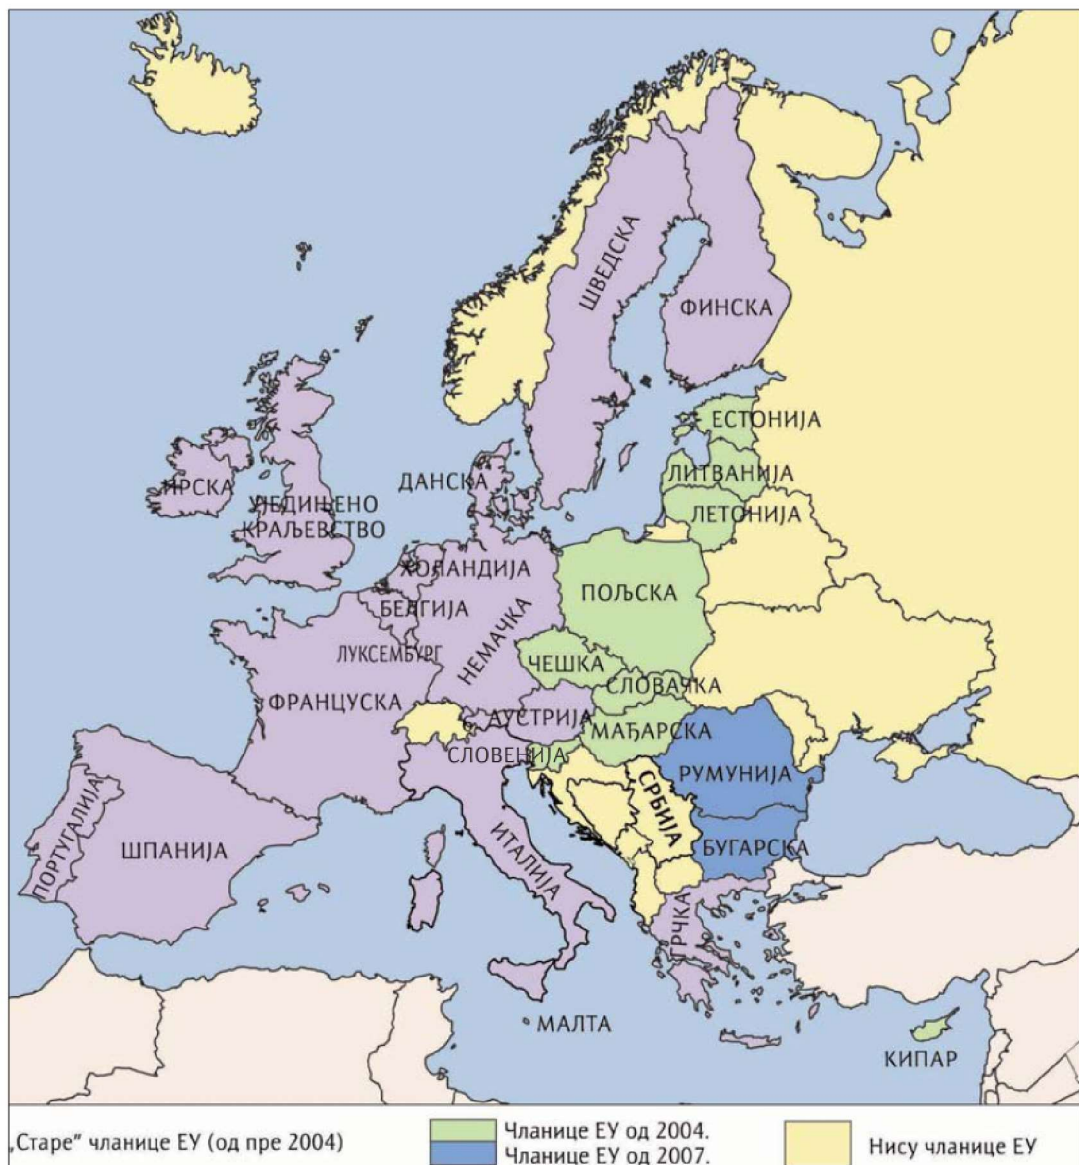 ШВЕДСКА
ФИНСКА
ЕСТОНИЈА
ЛИТВАНИЈА
ЛЕТОНИЈА
ДАНСКА
ИРСКА
УЈЕДИЊЕНО
КРАЉЕВСТВО
ХОЛАНДИЈА
БЕЛГИЈА
НЕМАЧКА
ПОЉСКА
ЛУКСЕМБУРГ
ЧЕШКА
СЛОВАЧКА
ФРАНЦУСКА
АУСТРИЈА
МАЂАРСКА
СЛОВЕНИЈА
РУМУНИЈА
СРБИЈА
ПОРТУГАЛИЈА
ШПАНИЈА
ИТАЛИЈА
БУГАРСКА
ГРЧКА
МАЛТА
КИПАР
„Старе” чланице ЕУ (од пре 2004)
Чланице ЕУ од 2004.
Чланице ЕУ од 2007.
Нису чланице ЕУ